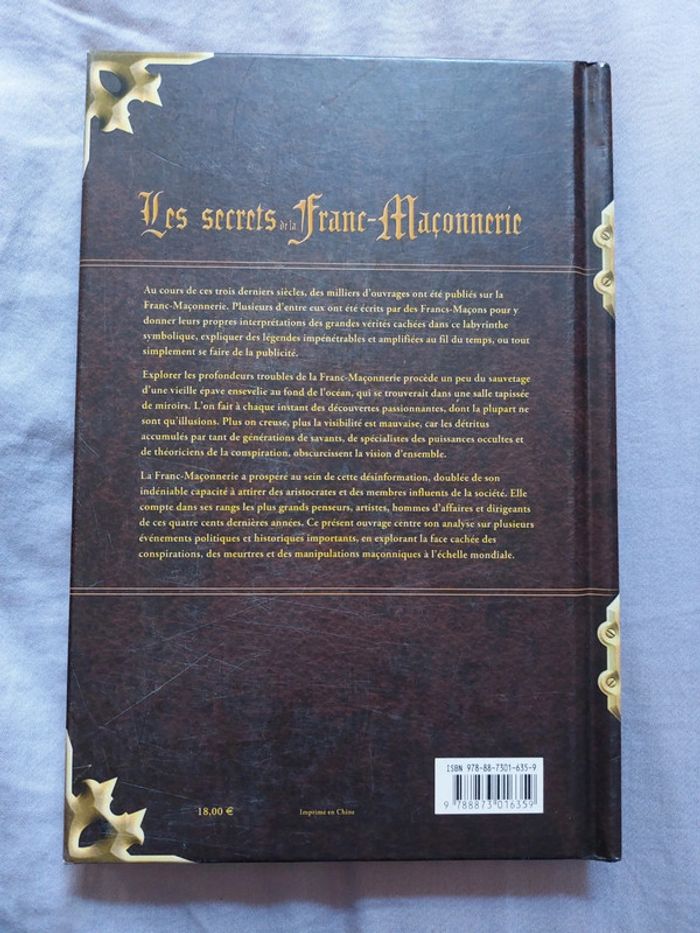 Les secrets de la Franc-Maçonnerie
Au cours de ces trois derniers siècles, des milliers d'ouvrages ont été publiés sur la
Franc-Maçonnerie. Plusieurs d'entre eux ont été écrits par des Francs-Maçons pour y
donner leurs propres interprétations des grandes vérités cachées dans ce labyrinthe
symbolique, expliquer des légendes impénétrables et amplifiées au fil du temps, ou tout
simplement se faire de la publicité.
Explorer les profondeurs troubles de la Franc-Maçonnerie procède un peu du sauvetage
d'une vieille épave ensevelie au fond de l'océan, qui se trouverait dans une salle tapissée
de miroirs. L'on fait à chaque instant des découvertes passionnantes, dont la plupart ne
sont qu'illusions. Plus on creuse, plus la visibilité est mauvaise, car les détritus
accumulés par tant de générations de savants, de spécialistes des puissances occultes et
de théoriciens de la conspiration, obscurcissent la vision d'ensemble.
La Franc-Maçonnerie a prospéré au sein de cette désinformation, doublée de son
indéniable capacité à attirer des aristocrates et des membres influents de la société. Elle
compte dans ses rangs les plus grands penseurs, artistes, hommes d'affaires et dirigeants
de ces quatre cents dernières années. Ce présent ouvrage centre son analyse sur plusieurs
événements politiques et historiques importants, en explorant la face cachée des
conspirations, des meurtres et des manipulations maçonniques à l'échelle mondiale.
ISBN 978-88-7301-635-9
9 788873 016359
18,00 €
Imprimé en Chine